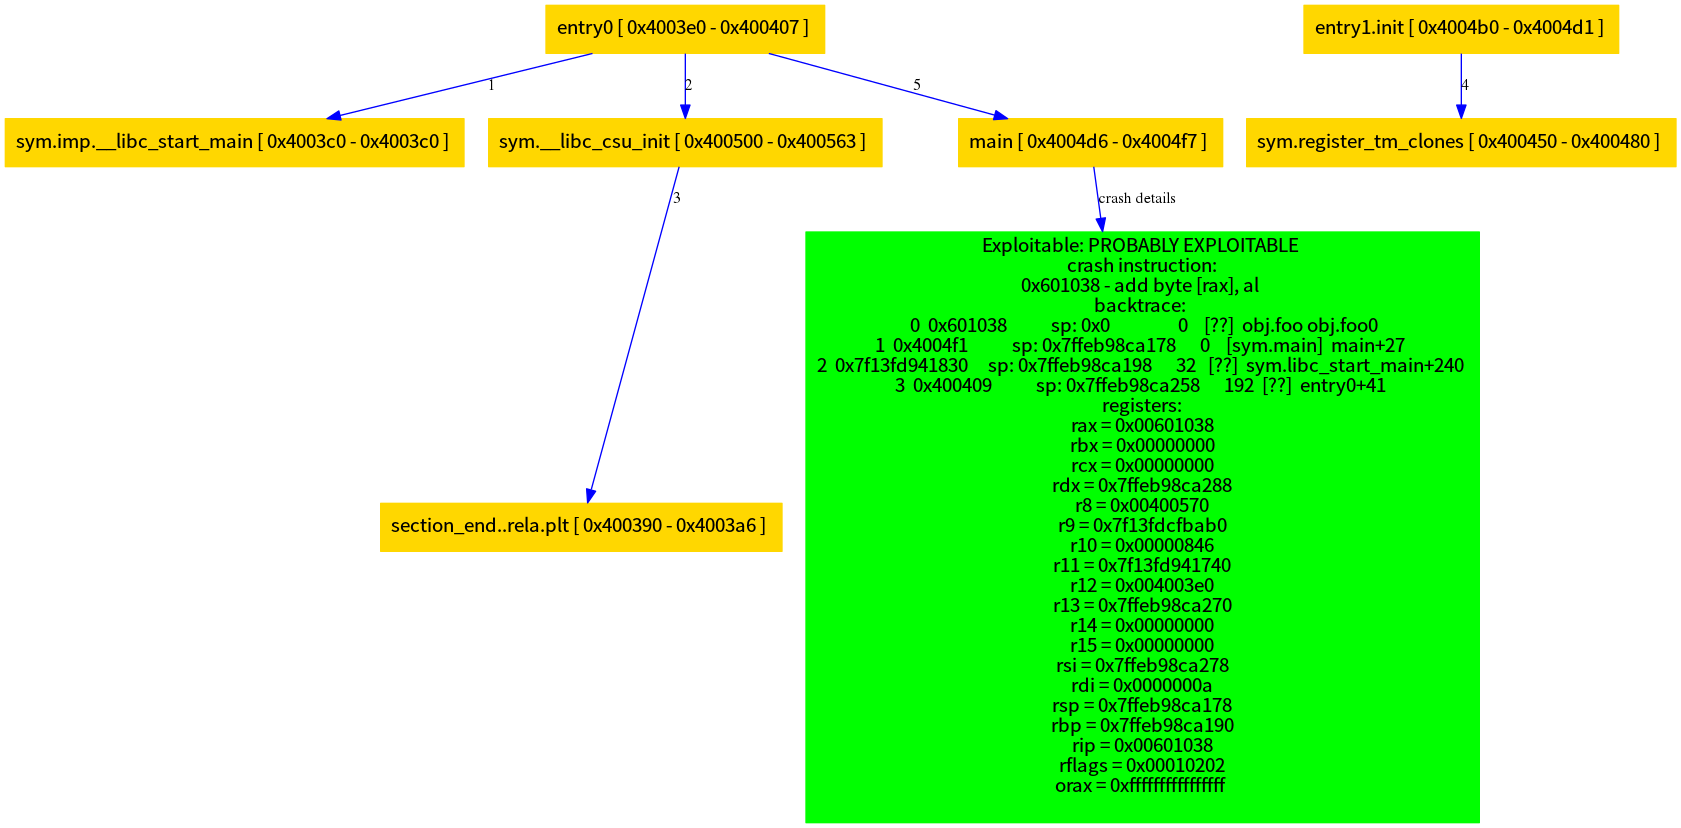 entry0 [ 0x4003e0 - 0x400407 ]
entry1.init [ 0x4004b0 - 0x4004d1 ]
1
2
5
4
sym.imp.__libc_start_main [ 0x4003c0 - 0x4003c0 ]
sym.__libc_csu_init [ 0x400500 - 0x400563 ]
main [ 0x4004d6 - 0x4004f7 ]
sym.register_tm_clones [ 0x400450 - 0x400480 ]
3
crash details
Exploitable: PROBABLY EXPLOITABLE
crash instruction:
0x601038 - add byte [rax], al
backtrace:
0 0x601038 sp: 0x0 0 [??] obj.foo obj.foo0
1 0x4004f1 sp: 0x7ffeb98ca178 0 [sym.main] main+27
2 0x7f13fd941830 sp: 0x7ffeb98ca198 32 [??] sym.libc_start_main+240
3 0x400409 sp: 0x7ffeb98ca258 192 [??] entry0+41
registers:
rax = 0x00601038
rbx = 0x00000000
rcx = 0x00000000
rdx = 0x7ffeb98ca288
r8 = 0x00400570
r9 = 0x7f13fdcfbab0
r10 = 0x00000846
r11 = 0x7f13fd941740
r12 = 0x004003e0
r13 = 0x7ffeb98ca270
r14 = 0x00000000
r15 = 0x00000000
rsi = 0x7ffeb98ca278
rdi = 0x0000000a
rsp = 0x7ffeb98ca178
rbp = 0x7ffeb98ca190
rip = 0x00601038
rflags = 0x00010202
orax = 0xffffffffffffffff
section_end..rela.plt [ 0x400390 - 0x4003a6 ]